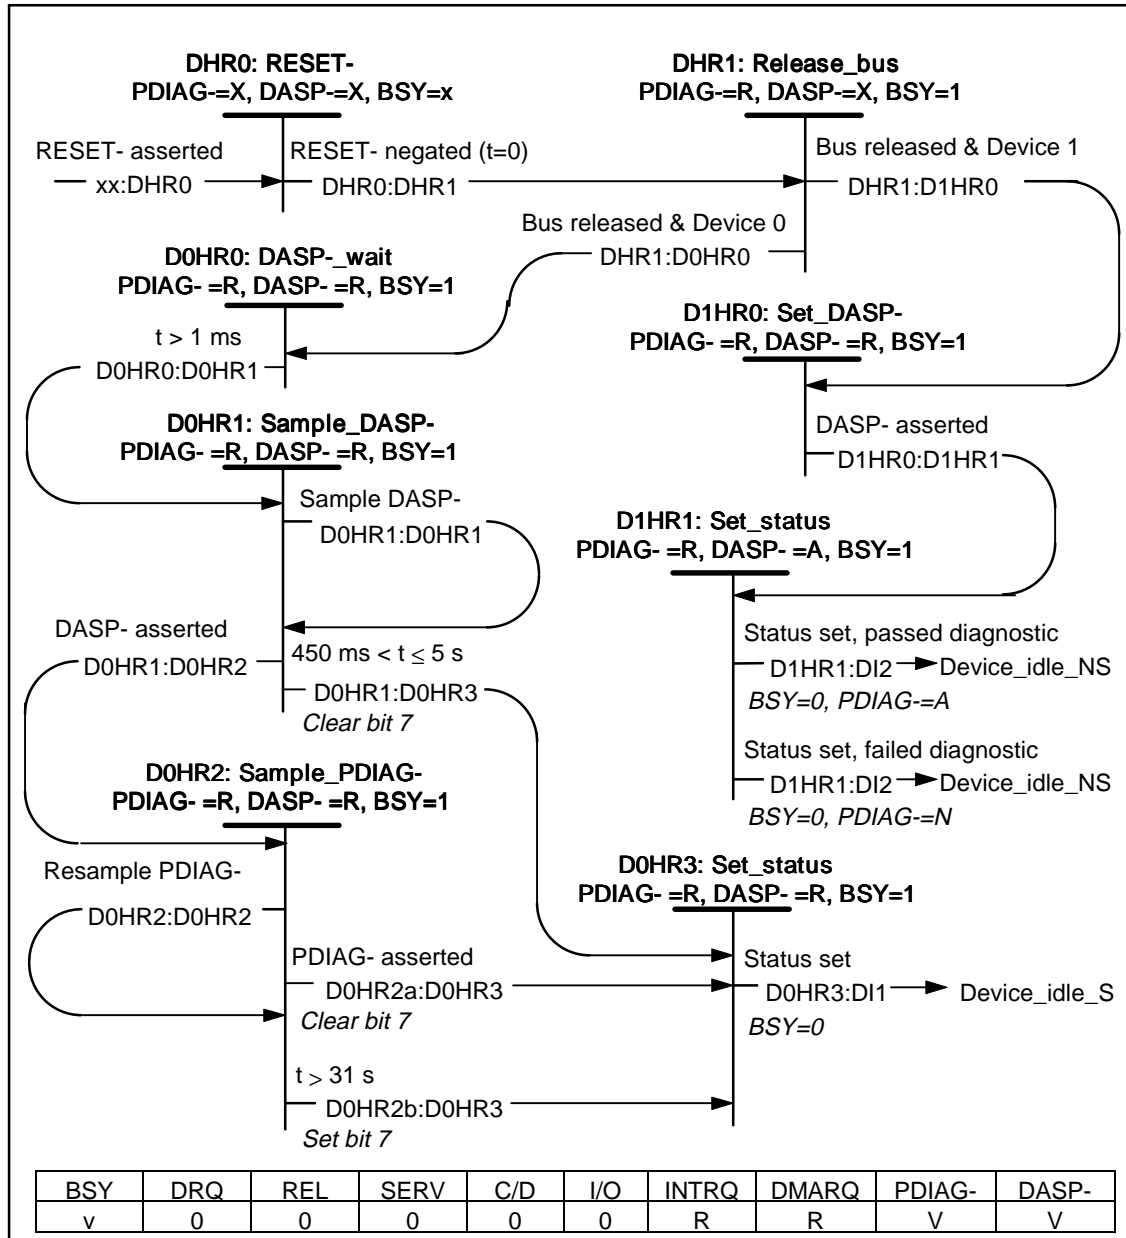 DHR0: RESET-
PDIAG-=X, DASP-=X, BSY=x
RESET- asserted
xx:DHR0
RESET- negated (t=0)
DHR0:DHR1
DHR1: Release_bus
PDIAG-=R, DASP-=X, BSY=1
Bus released & Device 1
DHR1:D1HR0
Bus released & Device 0
DHR1:D0HR0
D0HR0: DASP-_wait
PDIAG- =R, DASP- =R, BSY=1
t > 1 ms
D0HR0:D0HR1
D1HR0: Set_DASP-
PDIAG- =R, DASP- =R, BSY=1
DASP- asserted
D1HR0:D1HR1
D0HR1: Sample_DASP-
PDIAG- =R, DASP- =R, BSY=1
Sample DASP-
D0HR1:D0HR1
DASP- asserted
D0HR1:D0HR2
450 ms < t ≤ 5 s
D0HR1:D0HR3
Clear bit 7
D1HR1: Set_status
PDIAG- =R, DASP- =A, BSY=1
Status set, passed diagnostic
D1HR1:DI2 Device_idle_NS
BSY=0, PDIAG-=A
Status set, failed diagnostic
D1HR1:DI2 Device_idle_NS
BSY=0, PDIAG-=N
D0HR2: Sample_PDIAG-
PDIAG- =R, DASP- =R, BSY=1
Resample PDIAG-
D0HR2:D0HR2
PDIAG- asserted
D0HR2a:D0HR3
Clear bit 7
t > 31 s
D0HR2b:D0HR3
Set bit 7
D0HR3: Set_status
PDIAG- =R, DASP- =R, BSY=1
Status set
D0HR3:DI1 Device_idle_S
BSY=0
BSY DRQ REL SERV C/D I/O INTRQ DMARQ PDIAG- DASP-
v 0 0 0 0 0 R R V V